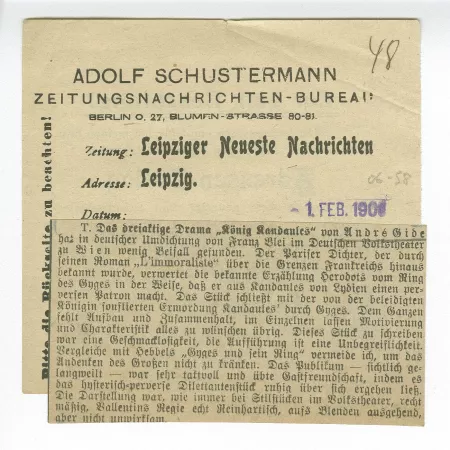 48
ADOLF SCHUSTERMANN
ZEITUNGSNACHRICHTEN-BUREAU
BERLIN O. 27, BLUMEN-STRASSE 80-81.
Zeitung: Leipziger Neueste Nachrichten
Adresse: Leipzig.
06-58
Datum:
- 1. FEB. 190
Bitte die Rückseite zu beachten!
T. Das dreiaktige Drama „König Kandaules“ von André Gide
hat in deutscher Umdichtung von Franz Blei im Deutschen Volkstheater
zu Wien wenig Beifall gefunden. Der Pariser Dichter, der durch
seinen Roman „L'immoraliste“ über die Grenzen Frankreichs hinaus
bekannt wurde, verwertet die bekannte Erzählung Herodots vom Ring
des Gyges in der Weise, daß er aus Kandaules von Lydien einen per-
versen Patron macht. Das Stück schließt mit der von der beleidigten
Königin souflierten Ermordung Kandaules' durch Gyges. Dem Ganzen
fehlt Aufbau und Zusammenhalt, im Einzelnen lassen Motivierung
und Charakteristik alles zu wünschen übrig. Dieses Stück zu schreiben
war eine Geschmacklosigkeit, die Aufführung ist eine Unbegreiflichkeit.
Vergleiche mit Hebbels „Gyges und sein Ring“ vermeide ich, um das
Andenken des Großen nicht zu kränken. Das Publikum — sichtlich ge-
langweilt — war sehr taktvoll und übte Gastfreundschaft, indem es
das hysterisch-perverse Dilettantenstück ruhig über sich ergehen ließ.
Die Darstellung war, wie immer bei Stilstücken im Volkstheater, recht
mäßig, Vallentins Regie echt Reinhartisch, aufs Blenden ausgehend,
aber nicht unwirksam.